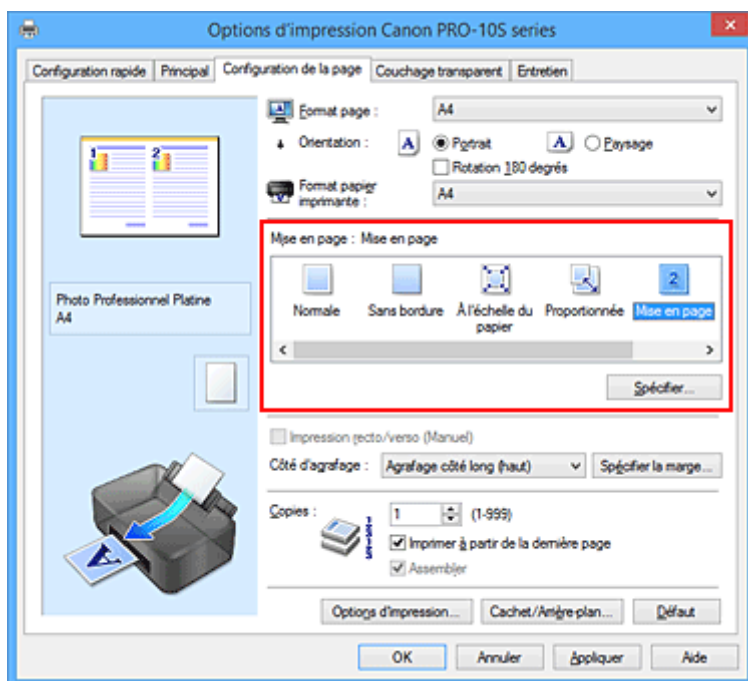 Options d'impression Canon PRO-10S series
Configuration rapide Principal Configuration de la page Couchage transparent Entretien
Format page : A4
Orientation : A Portrait A Paysage
Rotation 180 degrés
Format papier imprimante : A4
1 2
Mise en page : Mise en page
2
Normale Sans bordure À l'échelle du papier Proportionnée Mise en page
Spécifier...
Photo Professionnel Platine
A4
Impression recto/verso (Manuel)
Côté d'agrafage : Agrafage côté long (haut) Spécifier la marge...
Copies : 1 (1-999)
Imprimer à partir de la dernière page
Assembler
A
Options d'impression... Cachet/Arrière-plan... Défaut
OK Annuler Appliquer Aide